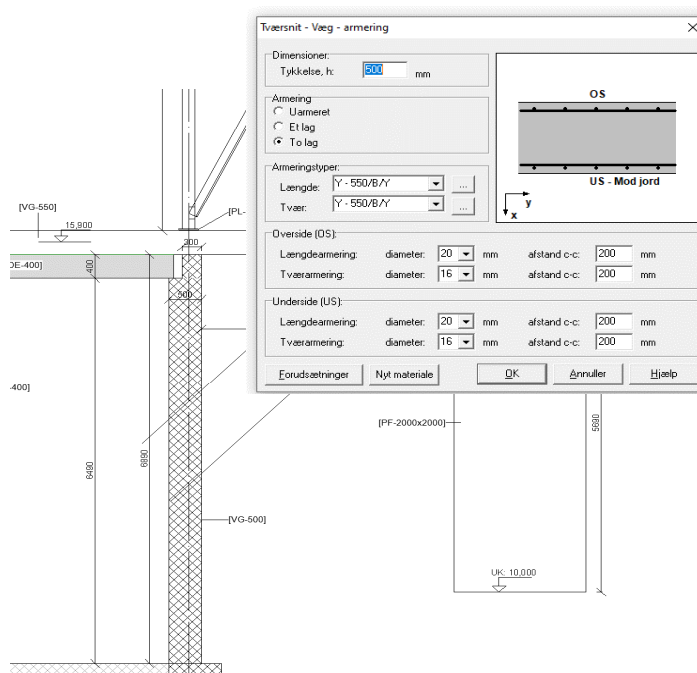 Tværsnit - Væg - armering
Dimensioner:
Tykkelse, h: 500 mm
Armering
Uarmeret
Et lag
To lag
Armeringstyper:
Længde: Y - 550/B/Y ...
Tvær: Y - 550/B/Y ...
OS
US - Mod jord
y
x
Overside (OS):
Længdearmering: diameter: 20 mm afstand c-c: 200 mm
Tværarmering: diameter: 16 mm afstand c-c: 200 mm
Underside (US):
Længdearmering: diameter: 20 mm afstand c-c: 200 mm
Tværarmering: diameter: 16 mm afstand c-c: 200 mm
Forudsætninger Nyt materiale OK Annuller Hjælp
[VG-550]
15,900
[PL-
300
DE-400]
400
500
-400]
[PF-2000x2000]
5690
6490
6890
[VG-500]
UK: 10,000